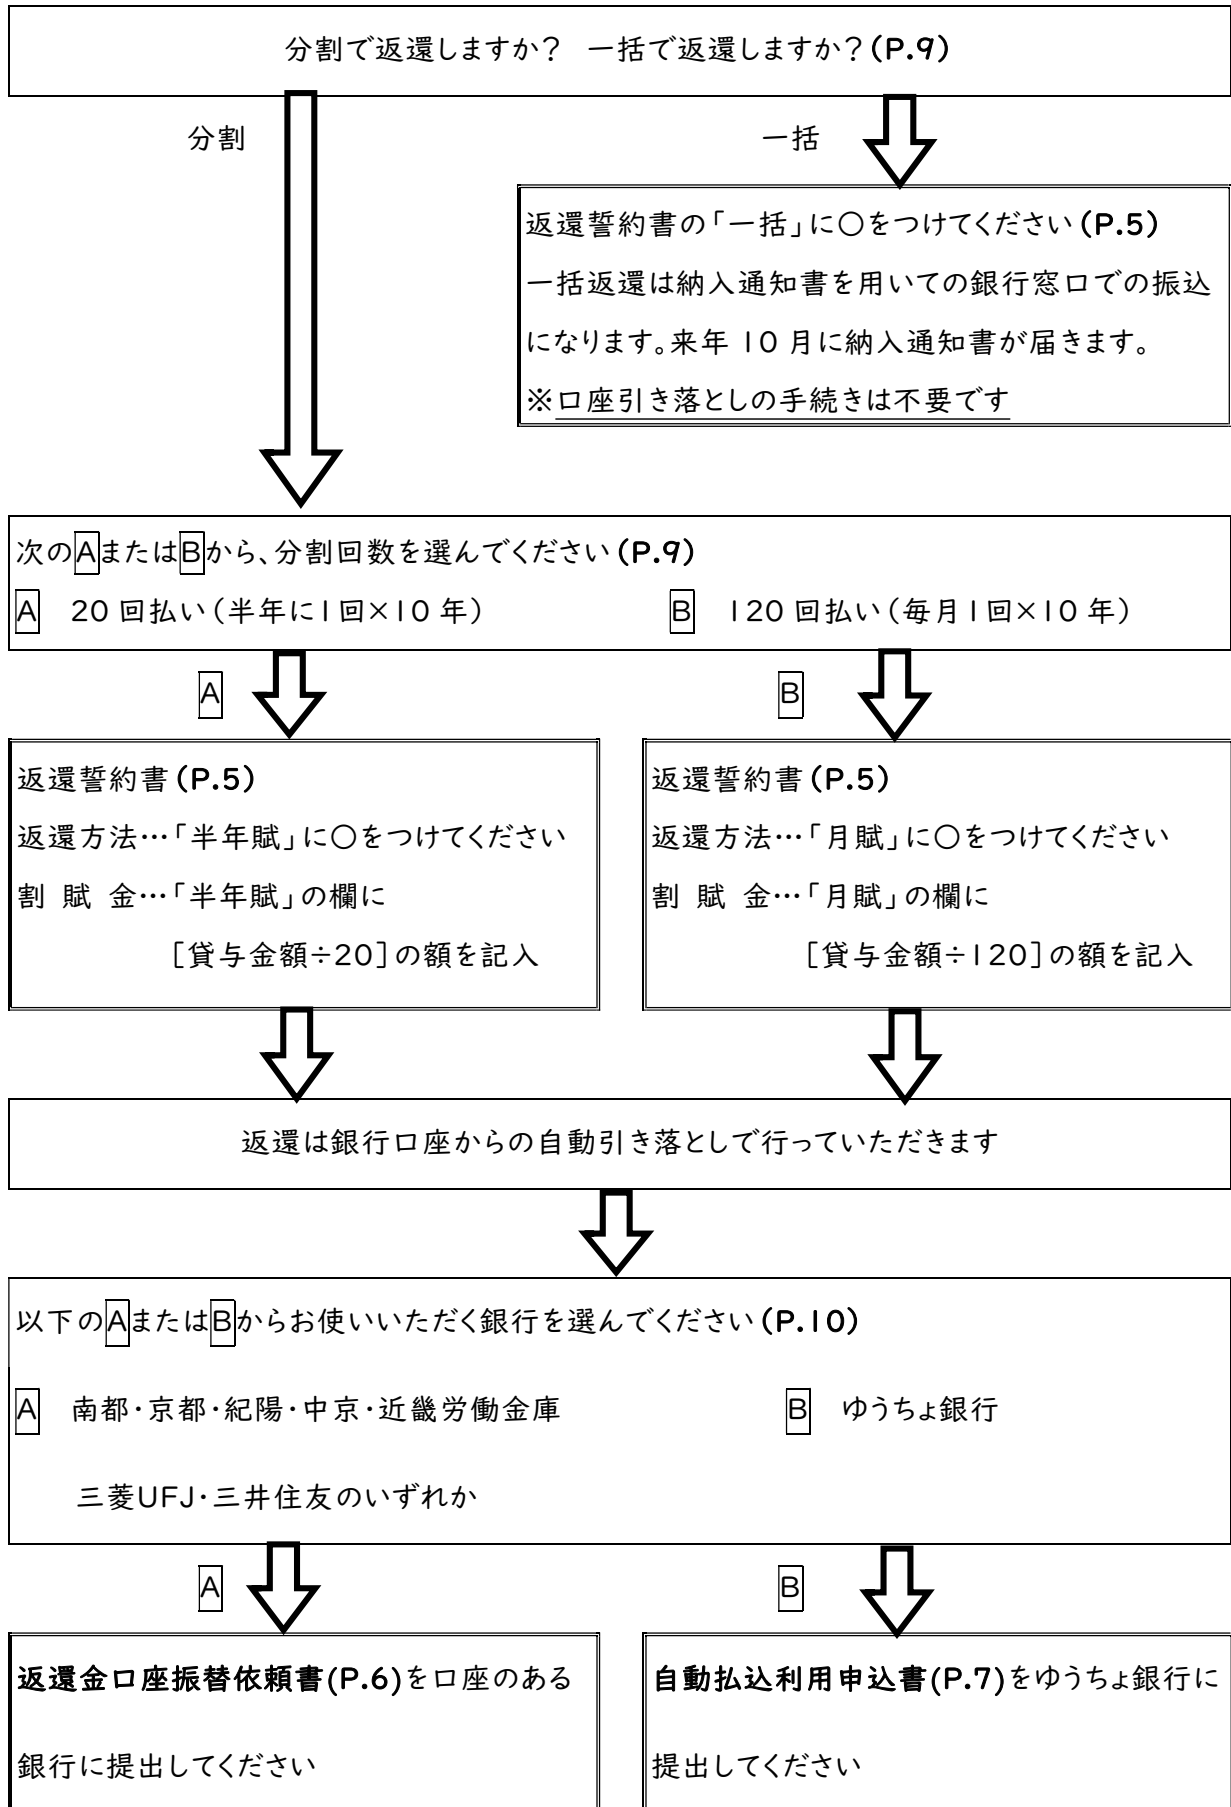 分割で返還しますか？　一括で返還しますか？(P.9)
分割
一括
返還誓約書の「一括」に○をつけてください(P.5)
一括返還は納入通知書を用いての銀行窓口での振込
になります。来年 10 月に納入通知書が届きます。
※口座引き落としの手続きは不要です
次のAまたはBから、分割回数を選んでください(P.9)
A　20 回払い（半年に1回×10 年）
B　120 回払い（毎月1回×10 年）
A
B
返還誓約書(P.5)
返還方法…「半年賦」に○をつけてください
割 賦 金…「半年賦」の欄に
［貸与金額÷20］の額を記入
返還誓約書(P.5)
返還方法…「月賦」に○をつけてください
割 賦 金…「月賦」の欄に
［貸与金額÷120］の額を記入
返還は銀行口座からの自動引き落としで行っていただきます
以下のAまたはBからお使いいただく銀行を選んでください(P.10)
A　南都・京都・紀陽・中京・近畿労働金庫
B　ゆうちょ銀行
三菱UFJ・三井住友のいずれか
A
B
返還金口座振替依頼書(P.6)を口座のある
銀行に提出してください
自動払込利用申込書(P.7)をゆうちょ銀行に
提出してください